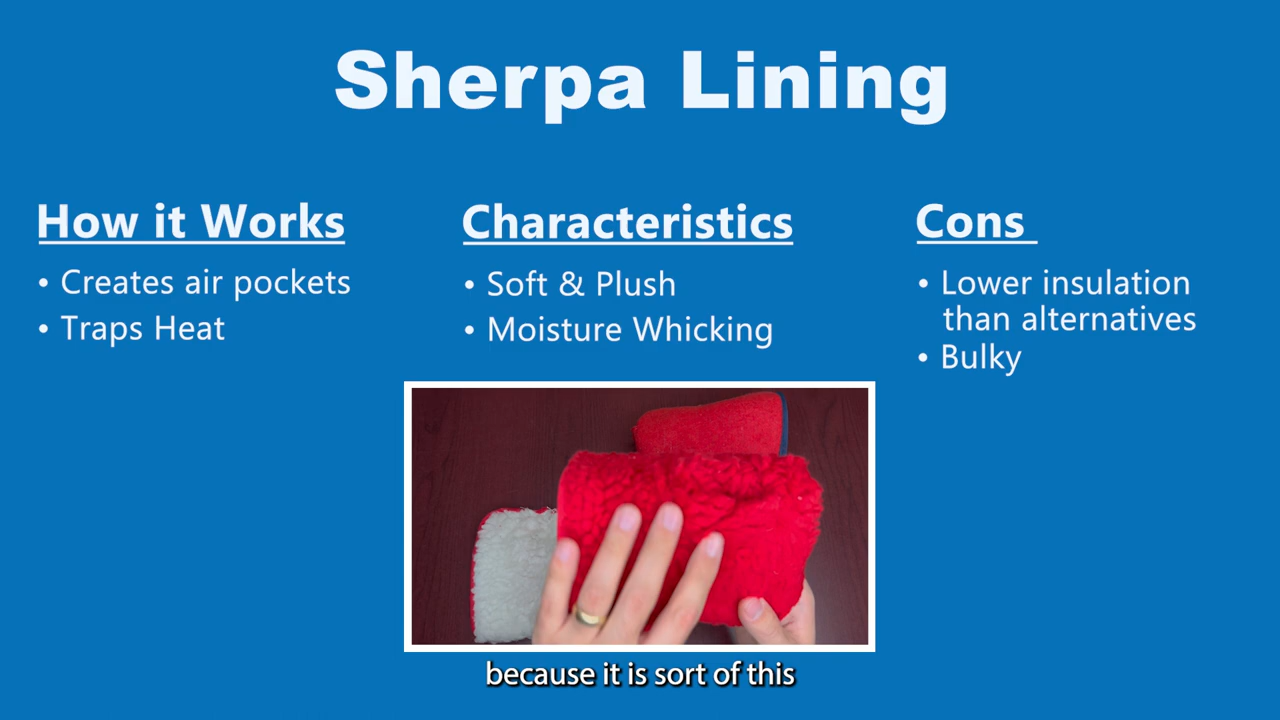 Sherpa Lining
How it Works
• Creates air pockets
• Traps Heat
Characteristics
• Soft & Plush
• Moisture Whicking
Cons
• Lower insulation
than alternatives
• Bulky
because it is sort of this